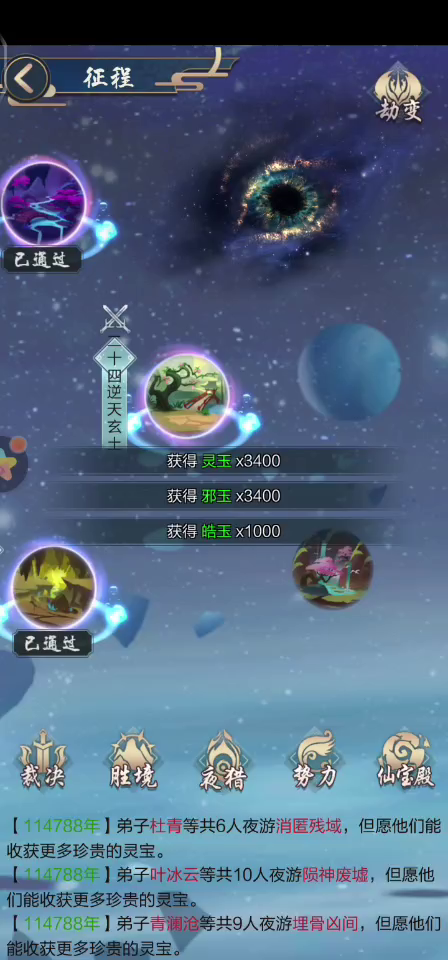 征程
劫变
已通过
二十四逆天玄士
获得 灵玉 x3400
获得 邪玉 x3400
获得 皓玉 x1000
已通过
裁决
胜境
夜猎
势力
仙宝殿
【114788年】弟子杜青等共6人夜游消匿残域，但愿他们能
收获更多珍贵的灵宝。
【114788年】弟子叶冰云等共10人夜游陨神废墟，但愿他
们能收获更多珍贵的灵宝。
【114788年】弟子青澜沧等共9人夜游埋骨凶间，但愿他们
能收获更多珍贵的灵宝。